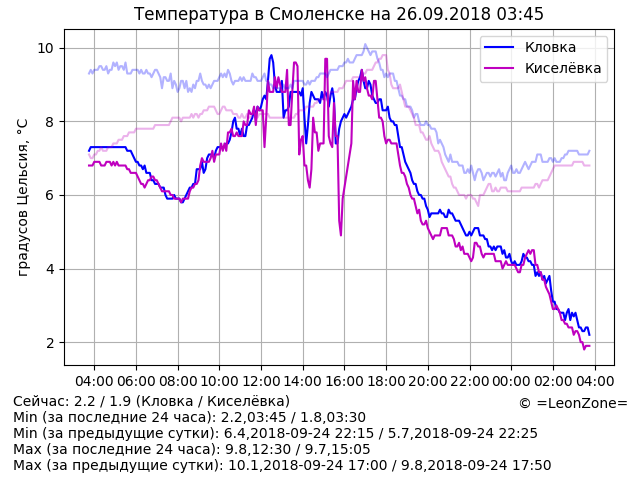 Температура в Смоленске на 26.09.2018 03:45
Кловка
Киселёвка
градусов Цельсия, °C
10
8
6
4
2
04:00 06:00 08:00 10:00 12:00 14:00 16:00 18:00 20:00 22:00 00:00 02:00 04:00
Сейчас: 2.2 / 1.9 (Кловка / Киселёвка)
© =LeonZone=
Min (за последние 24 часа): 2.2,03:45 / 1.8,03:30
Min (за предыдущие сутки): 6.4,2018-09-24 22:15 / 5.7,2018-09-24 22:25
Max (за последние 24 часа): 9.8,12:30 / 9.7,15:05
Max (за предыдущие сутки): 10.1,2018-09-24 17:00 / 9.8,2018-09-24 17:50